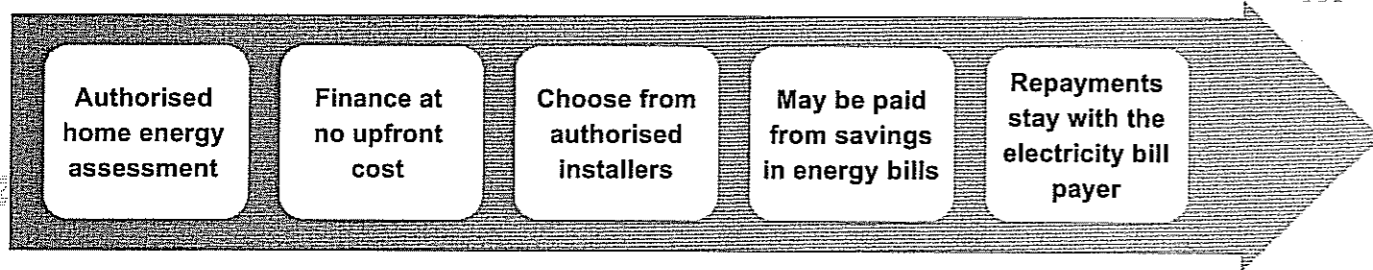 Authorised
home energy
assessment
Finance at
no upfront
cost
Choose from
authorised
installers
May be paid
from savings
in energy bills
Repayments
stay with the
electricity bill
payer